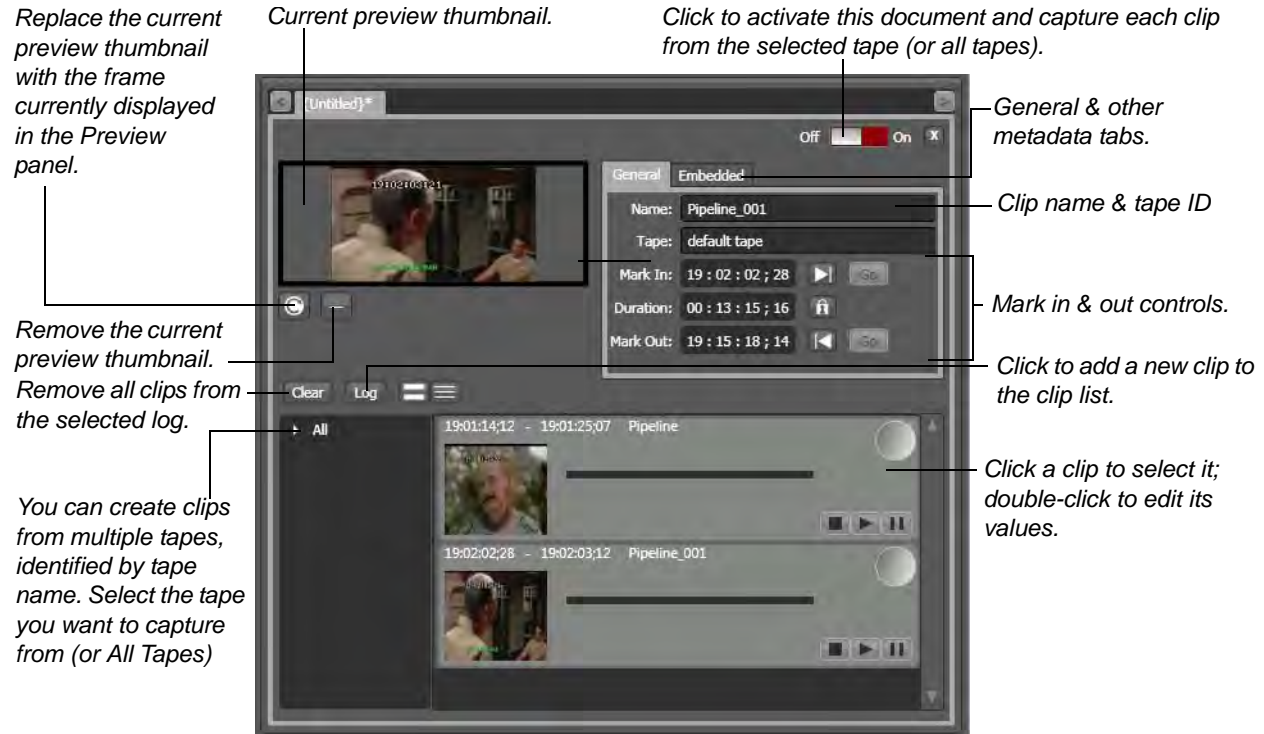 Replace the current
preview thumbnail
with the frame
currently displayed
in the Preview
panel.
Current preview thumbnail.
Click to activate this document and capture each clip
from the selected tape (or all tapes).
{Untitled}*
Off On X
General & other
metadata tabs.
19:02:03:21
General Embedded
Name: Pipeline_001
Clip name & tape ID
Tape: default tape
Mark In: 19 : 02 : 02 ; 28 Go
Duration: 00 : 13 : 15 ; 16
Mark Out: 19 : 15 : 18 ; 14 Go
Mark in & out controls.
Remove the current
preview thumbnail.
Remove all clips from
the selected log.
Click to add a new clip to
the clip list.
Clear Log
All
19:01:14;12 - 19:01:25;07 Pipeline
Click a clip to select it;
double-click to edit its
values.
You can create clips
from multiple tapes,
identified by tape
name. Select the tape
you want to capture
from (or All Tapes)
19:02:02;28 - 19:02:03;12 Pipeline_001